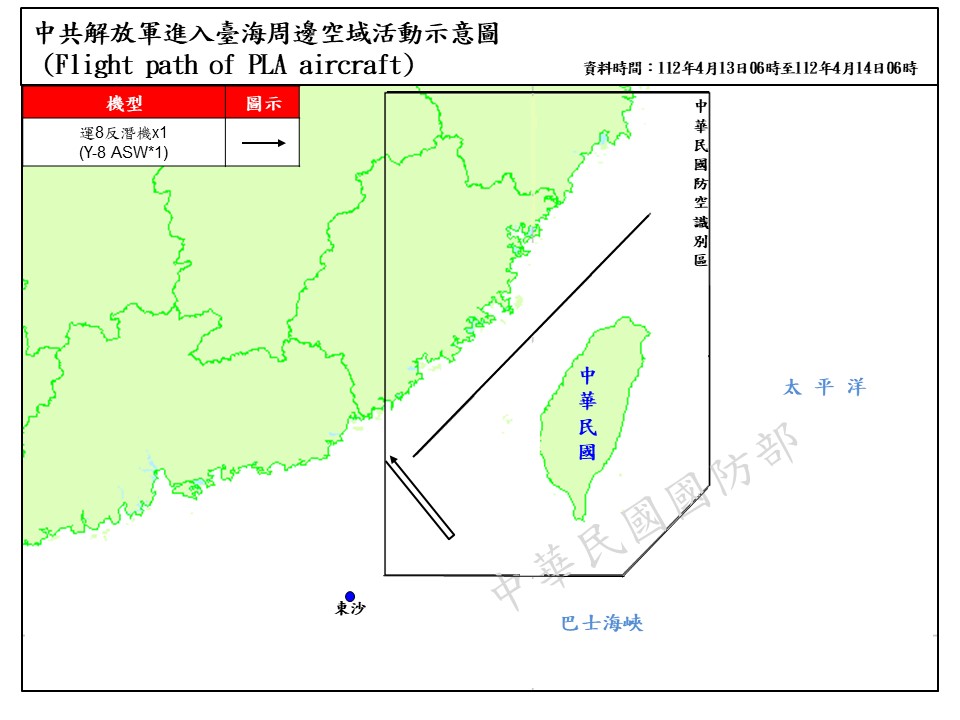 中共解放軍進入臺海周邊空域活動示意圖
（Flight path of PLA aircraft）
資料時間：112年4月13日06時至112年4月14日06時
機型
圖示
運8反潛機x1
(Y-8 ASW*1)
中華民國防空識別區
中華民國
太平洋
中華民國國防部
東沙
巴士海峽